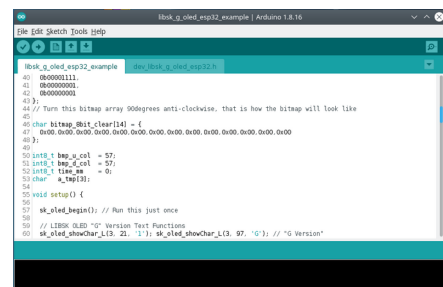 libsk_g_oled_esp32_example | Arduino 1.8.16
File Edit Sketch Tools Help
libsk_g_oled_esp32_example dev_libsk_g_oled_esp32.h
40 0b00001111,
41 0b00000001,
42 0b00000001
43 };
44 // Turn this bitmap array 90degrees anti-clockwise, that is how the bitmap will look like
45
46 char bitmap_8bit_clear[14] = {
47 0x00,0x00,0x00,0x00,0x00,0x00,0x00,0x00,0x00,0x00,0x00,0x00,0x00,0x00
48 };
49
50 int8_t bmp_u_col = 57;
51 int8_t bmp_d_col = 57;
52 int8_t time_mm = 0;
53 char a_tmp[3];
54
55 void setup() {
56
57 sk_oled_begin(); // Run this just once
58
59 // LIBSK OLED "G" Version Text Functions
60 sk_oled_showChar_L(3, 21, '1'); sk_oled_showChar_L(3, 97, 'G'); // "G Version"